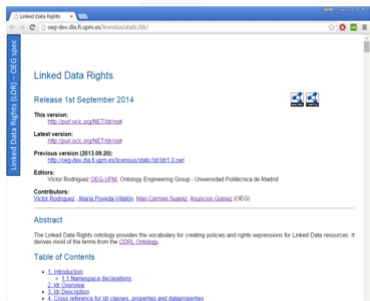 Linked Data Rights
oeg-dev.dia.fi.upm.es/licensius/static/ldr/
Linked Data Rights (LDR) – OEG spec
Linked Data Rights
Release 1st September 2014
This version:
http://purl.oclc.org/NET/ldr/ns#
Latest version:
http://purl.oclc.org/NET/ldr/ns#
Previous version (2013.09.20):
http://oeg-dev.dia.fi.upm.es/licensius/static/ldr/ldr1.0.owl
Editors:
Víctor Rodríguez OEG-UPM, Ontology Engineering Group - Universidad Politécnica de Madrid
Contributors:
Víctor Rodríguez, María Poveda-Villalón, Mari Carmen Suárez, Asunción Gómez (OEG)
Abstract
The Linked Data Rights ontology provides the vocabulary for creating policies and rights expressions for Linked Data resources. It
derives most of the terms from the ODRL Ontology.
Table of Contents
1. Introduction
1.1 Namespace declarations
2. ldr Overview
3. ldr Description
4. Cross reference for ldr classes, properties and dataproperties